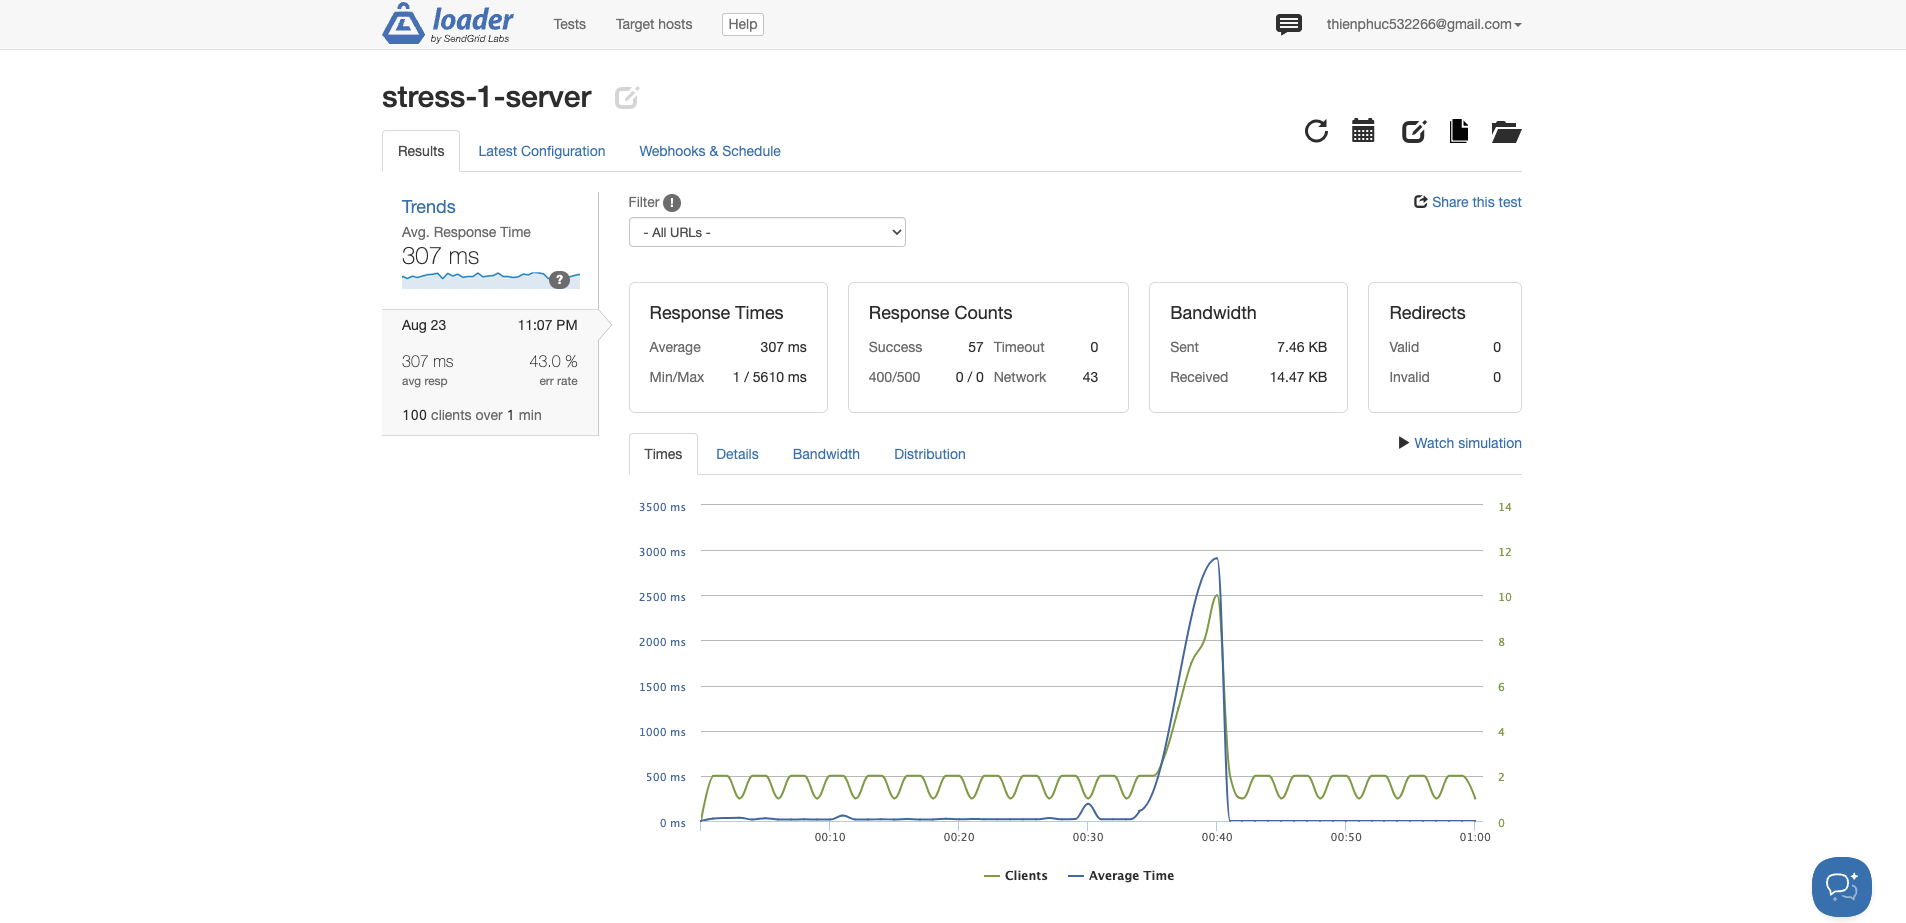 loader
by SendGrid Labs
Tests
Target hosts
Help
thienphuc532266@gmail.com
stress-1-server
Results
Latest Configuration
Webhooks & Schedule
Trends
Avg. Response Time
307 ms
?
Aug 23 11:07 PM
307 ms 43.0 %
avg resp err rate
100 clients over 1 min
Filter !
Share this test
- All URLs -
Response Times
Average 307 ms
Min/Max 1 / 5610 ms
Response Counts
Success 57 Timeout 0
400/500 0 / 0 Network 43
Bandwidth
Sent 7.46 KB
Received 14.47 KB
Redirects
Valid 0
Invalid 0
Times
Details
Bandwidth
Distribution
Watch simulation
3500 ms 14
3000 ms 12
2500 ms 10
2000 ms 8
1500 ms 6
1000 ms 4
500 ms 2
0 ms 0
00:10 00:20 00:30 00:40 00:50 01:00
Clients Average Time